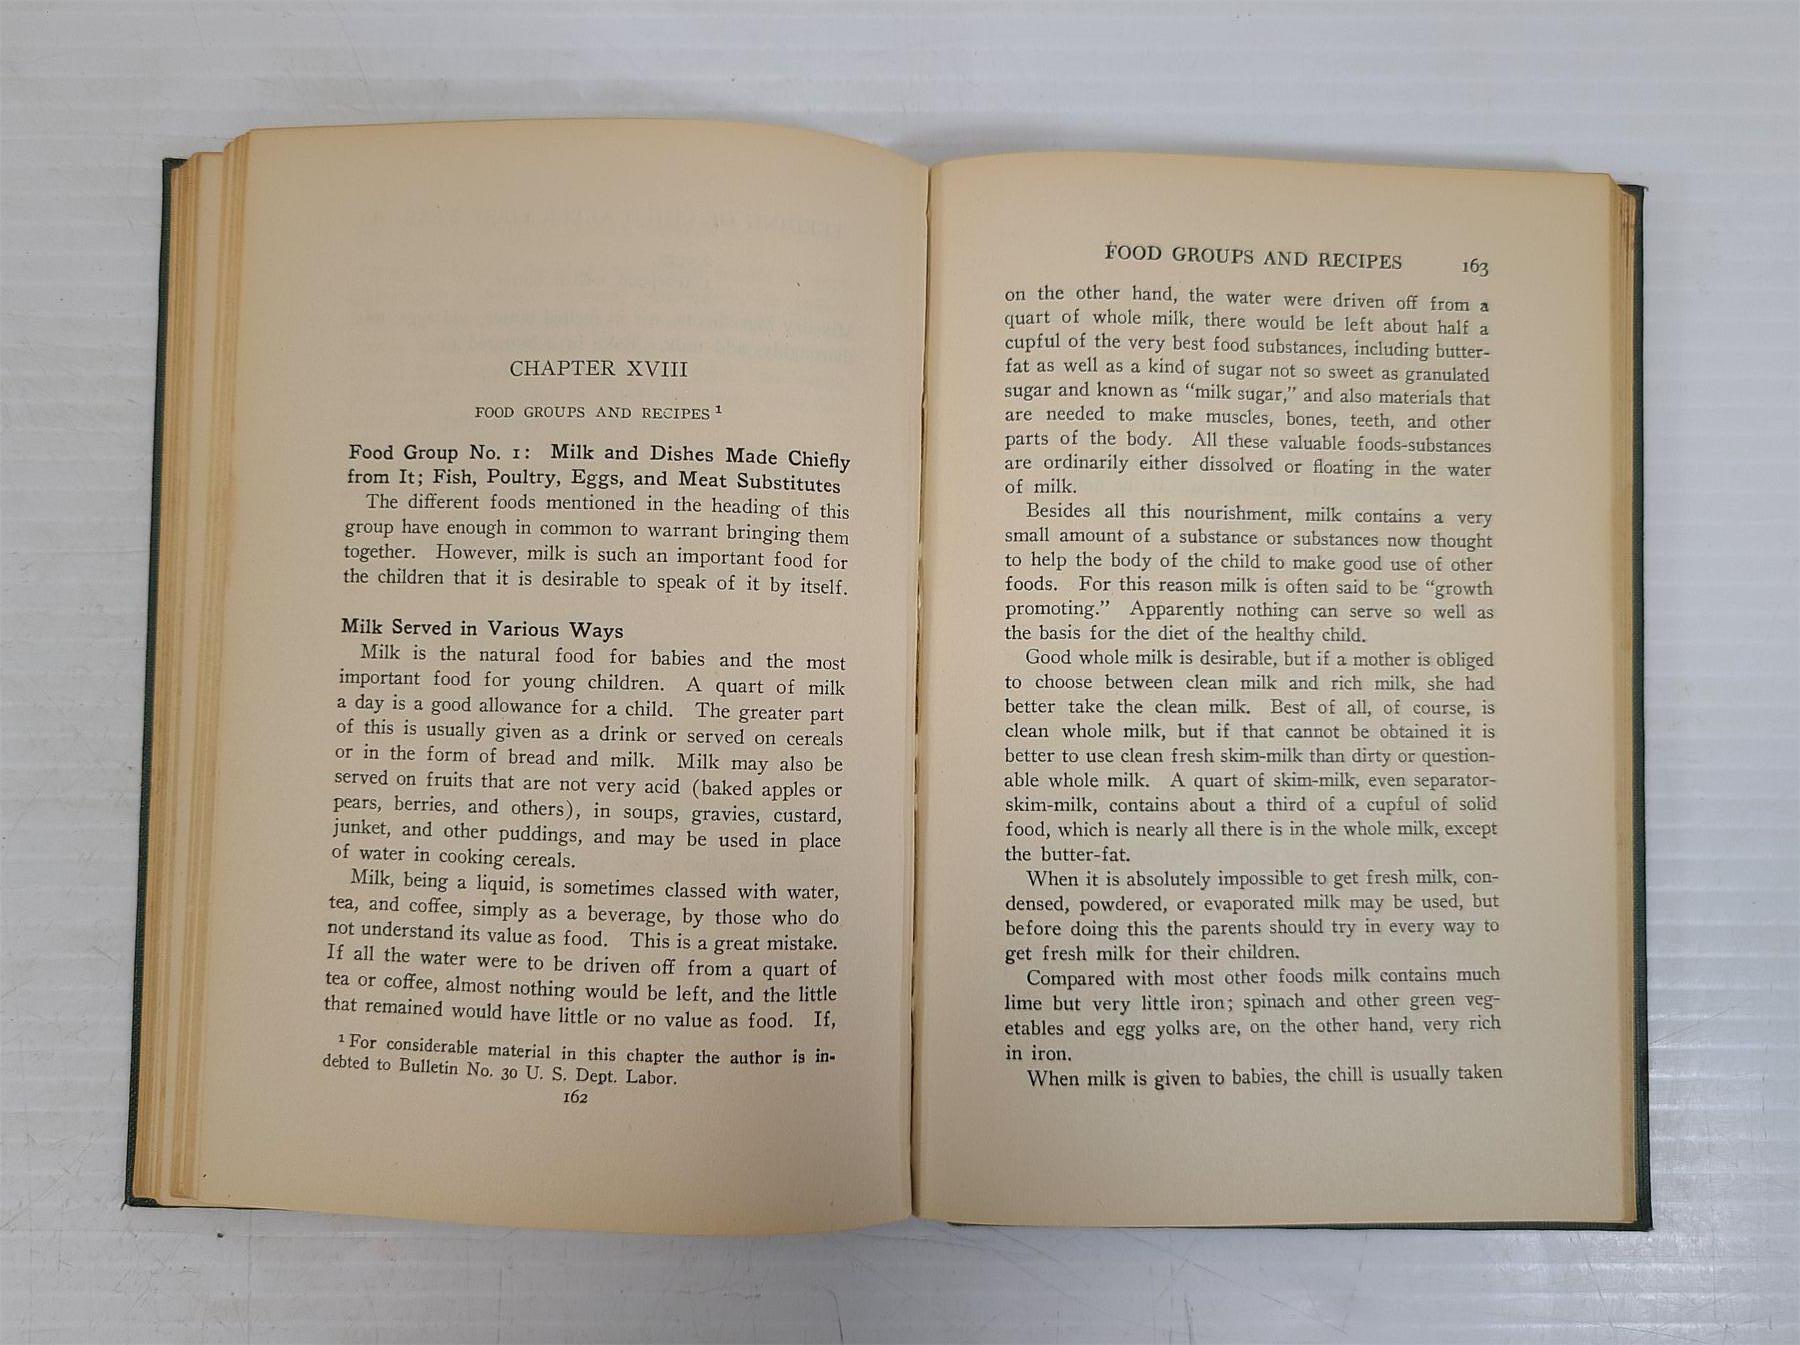 CHAPTER XVIII
FOOD GROUPS AND RECIPES ¹
Food Group No. 1: Milk and Dishes Made Chiefly
from It; Fish, Poultry, Eggs, and Meat Substitutes
The different foods mentioned in the heading of this
group have enough in common to warrant bringing them
together. However, milk is such an important food for
the children that it is desirable to speak of it by itself.
Milk Served in Various Ways
Milk is the natural food for babies and the most
important food for young children. A quart of milk
a day is a good allowance for a child. The greater part
of this is usually given as a drink or served on cereals
or in the form of bread and milk. Milk may also be
served on fruits that are not very acid (baked apples or
pears, berries, and others), in soups, gravies, custard,
junket, and other puddings, and may be used in place
of water in cooking cereals.
Milk, being a liquid, is sometimes classed with water,
tea, and coffee, simply as a beverage, by those who do
not understand its value as food. This is a great mistake.
If all the water were to be driven off from a quart of
tea or coffee, almost nothing would be left, and the little
that remained would have little or no value as food. If,
¹ For considerable material in this chapter the author is in-
debted to Bulletin No. 30 U. S. Dept. Labor.
162
FOOD GROUPS AND RECIPES 163
on the other hand, the water were driven off from a
quart of whole milk, there would be left about half a
cupful of the very best food substances, including butter-
fat as well as a kind of sugar not so sweet as granulated
sugar and known as "milk sugar," and also materials that
are needed to make muscles, bones, teeth, and other
parts of the body. All these valuable foods-substances
are ordinarily either dissolved or floating in the water
of milk.
Besides all this nourishment, milk contains a very
small amount of a substance or substances now thought
to help the body of the child to make good use of other
foods. For this reason milk is often said to be "growth
promoting." Apparently nothing can serve so well as
the basis for the diet of the healthy child.
Good whole milk is desirable, but if a mother is obliged
to choose between clean milk and rich milk, she had
better take the clean milk. Best of all, of course, is
clean whole milk, but if that cannot be obtained it is
better to use clean fresh skim-milk than dirty or question-
able whole milk. A quart of skim-milk, even separator-
skim-milk, contains about a third of a cupful of solid
food, which is nearly all there is in the whole milk, except
the butter-fat.
When it is absolutely impossible to get fresh milk, con-
densed, powdered, or evaporated milk may be used, but
before doing this the parents should try in every way to
get fresh milk for their children.
Compared with most other foods milk contains much
lime but very little iron; spinach and other green veg-
etables and egg yolks are, on the other hand, very rich
in iron.
When milk is given to babies, the chill is usually taken